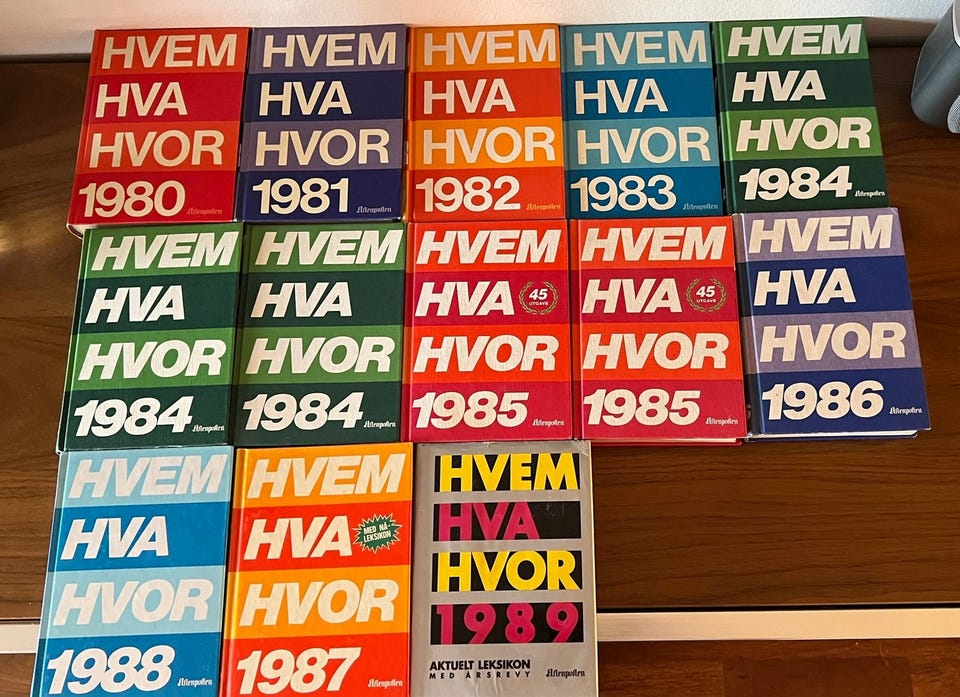 HVEM
HVA
HVOR
1980
Aftenposten
HVEM
HVA
HVOR
1981
Aftenposten
HVEM
HVA
HVOR
1982
Aftenposten
HVEM
HVA
HVOR
1983
Aftenposten
HVEM
HVA
HVOR
1984
Aftenposten
HVEM
HVA
HVOR
1984
Aftenposten
HVEM
HVA
HVOR
1984
Aftenposten
HVEM
HVA
45
UTGAVE
HVOR
1985
Aftenposten
HVEM
HVA
45
UTGAVE
HVOR
1985
Aftenposten
HVEM
HVA
HVOR
1986
Aftenposten
HVEM
HVA
HVOR
1988
Aftenposten
HVEM
HVA
MED NÅ-
LEKSIKON
HVOR
1987
Aftenposten
HVEM
HVA
HVOR
1989
AKTUELT LEKSIKON
MED ÅRSREVY
Aftenposten